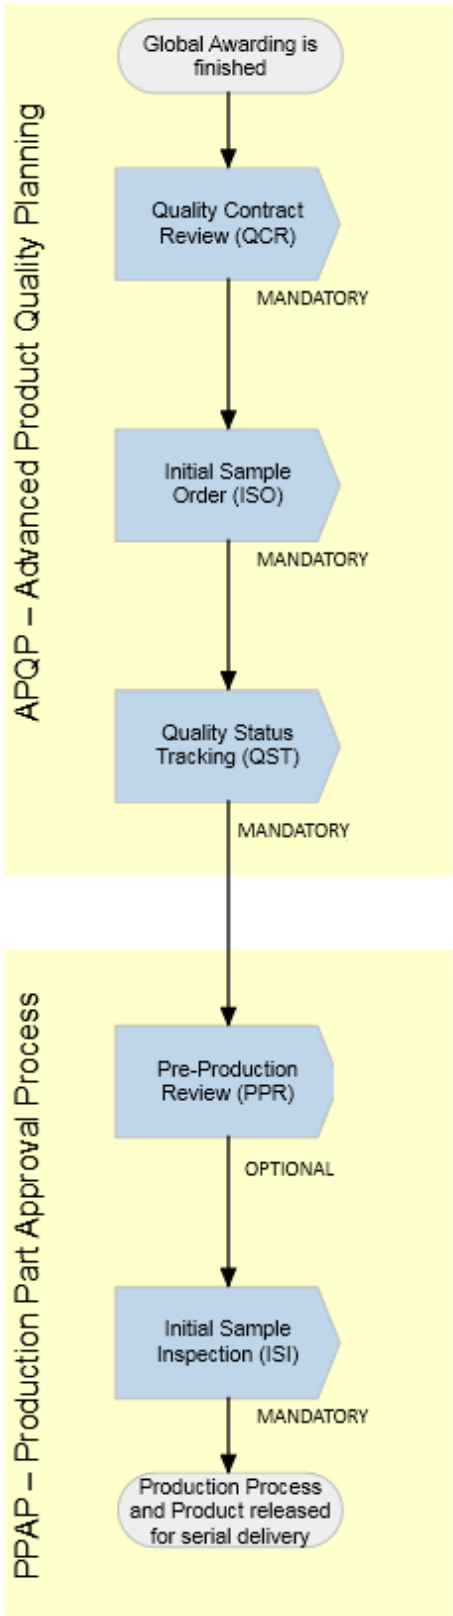 APQP – Advanced Product Quality Planning
Global Awarding is
finished
Quality Contract
Review (QCR)
MANDATORY
Initial Sample
Order (ISO)
MANDATORY
Quality Status
Tracking (QST)
MANDATORY
PPAP – Production Part Approval Process
Pre-Production
Review (PPR)
OPTIONAL
Initial Sample
Inspection (ISI)
MANDATORY
Production Process
and Product released
for serial delivery